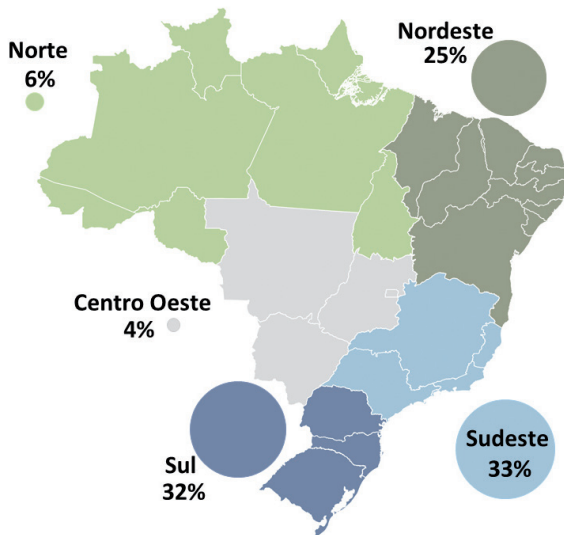 Norte
6%
Nordeste
25%
Centro Oeste
4%
Sul
32%
Sudeste
33%